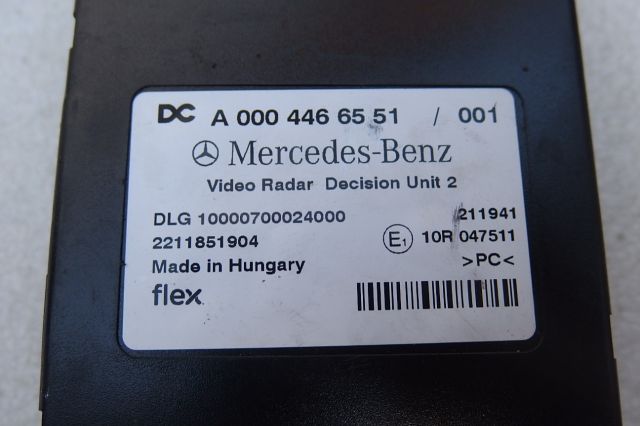 DC A 000 446 65 51 / 001
Mercedes-Benz
Video Radar Decision Unit 2
DLG 10000700024000 211941
2211851904 E1 10R 047511
Made in Hungary >PC<
flex